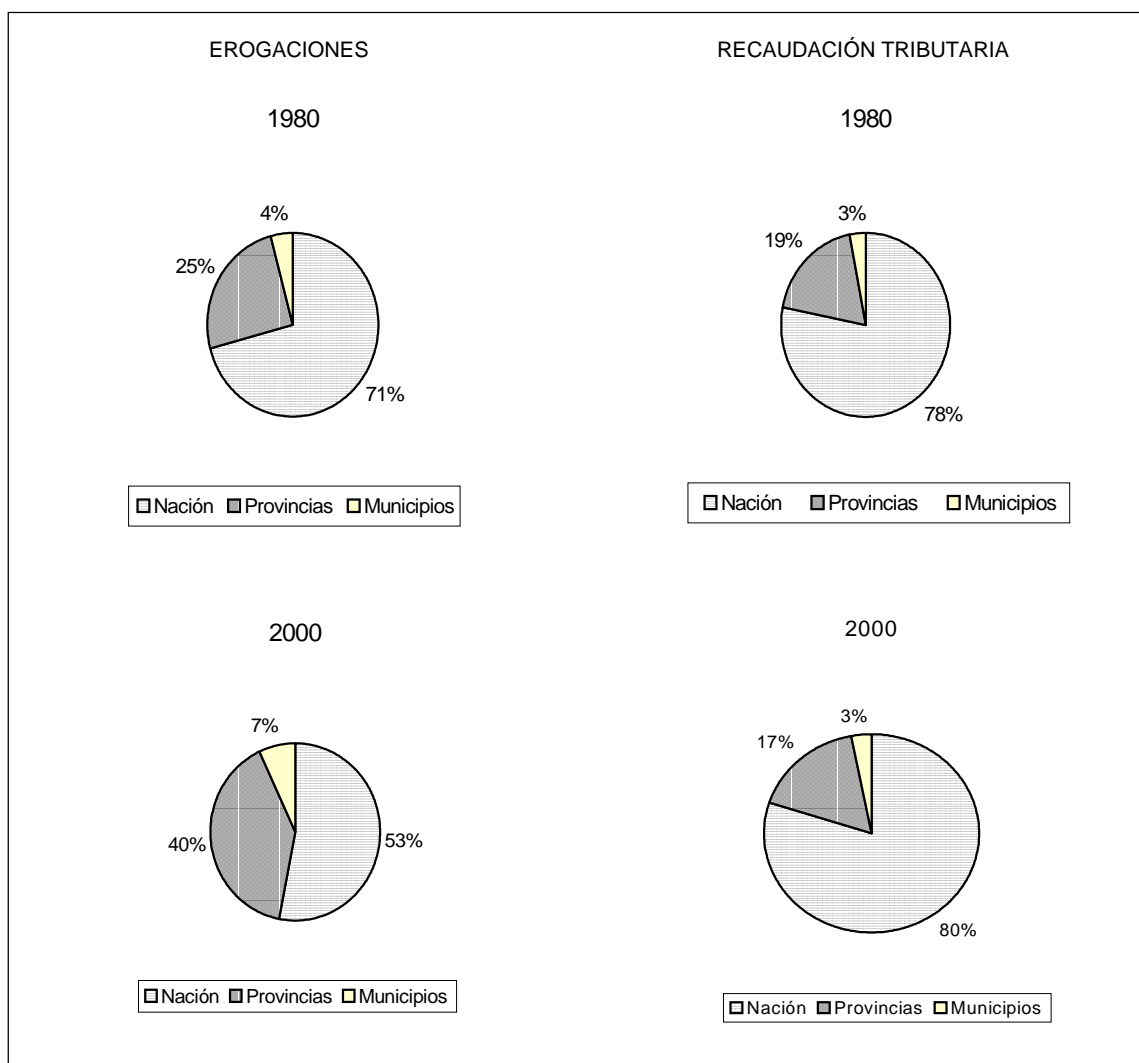 EROGACIONES
1980
4%
25%
71%
Nación Provincias Municipios
RECAUDACIÓN TRIBUTARIA
1980
3%
19%
78%
Nación Provincias Municipios
2000
7%
40%
53%
Nación Provincias Municipios
2000
3%
17%
80%
Nación Provincias Municipios